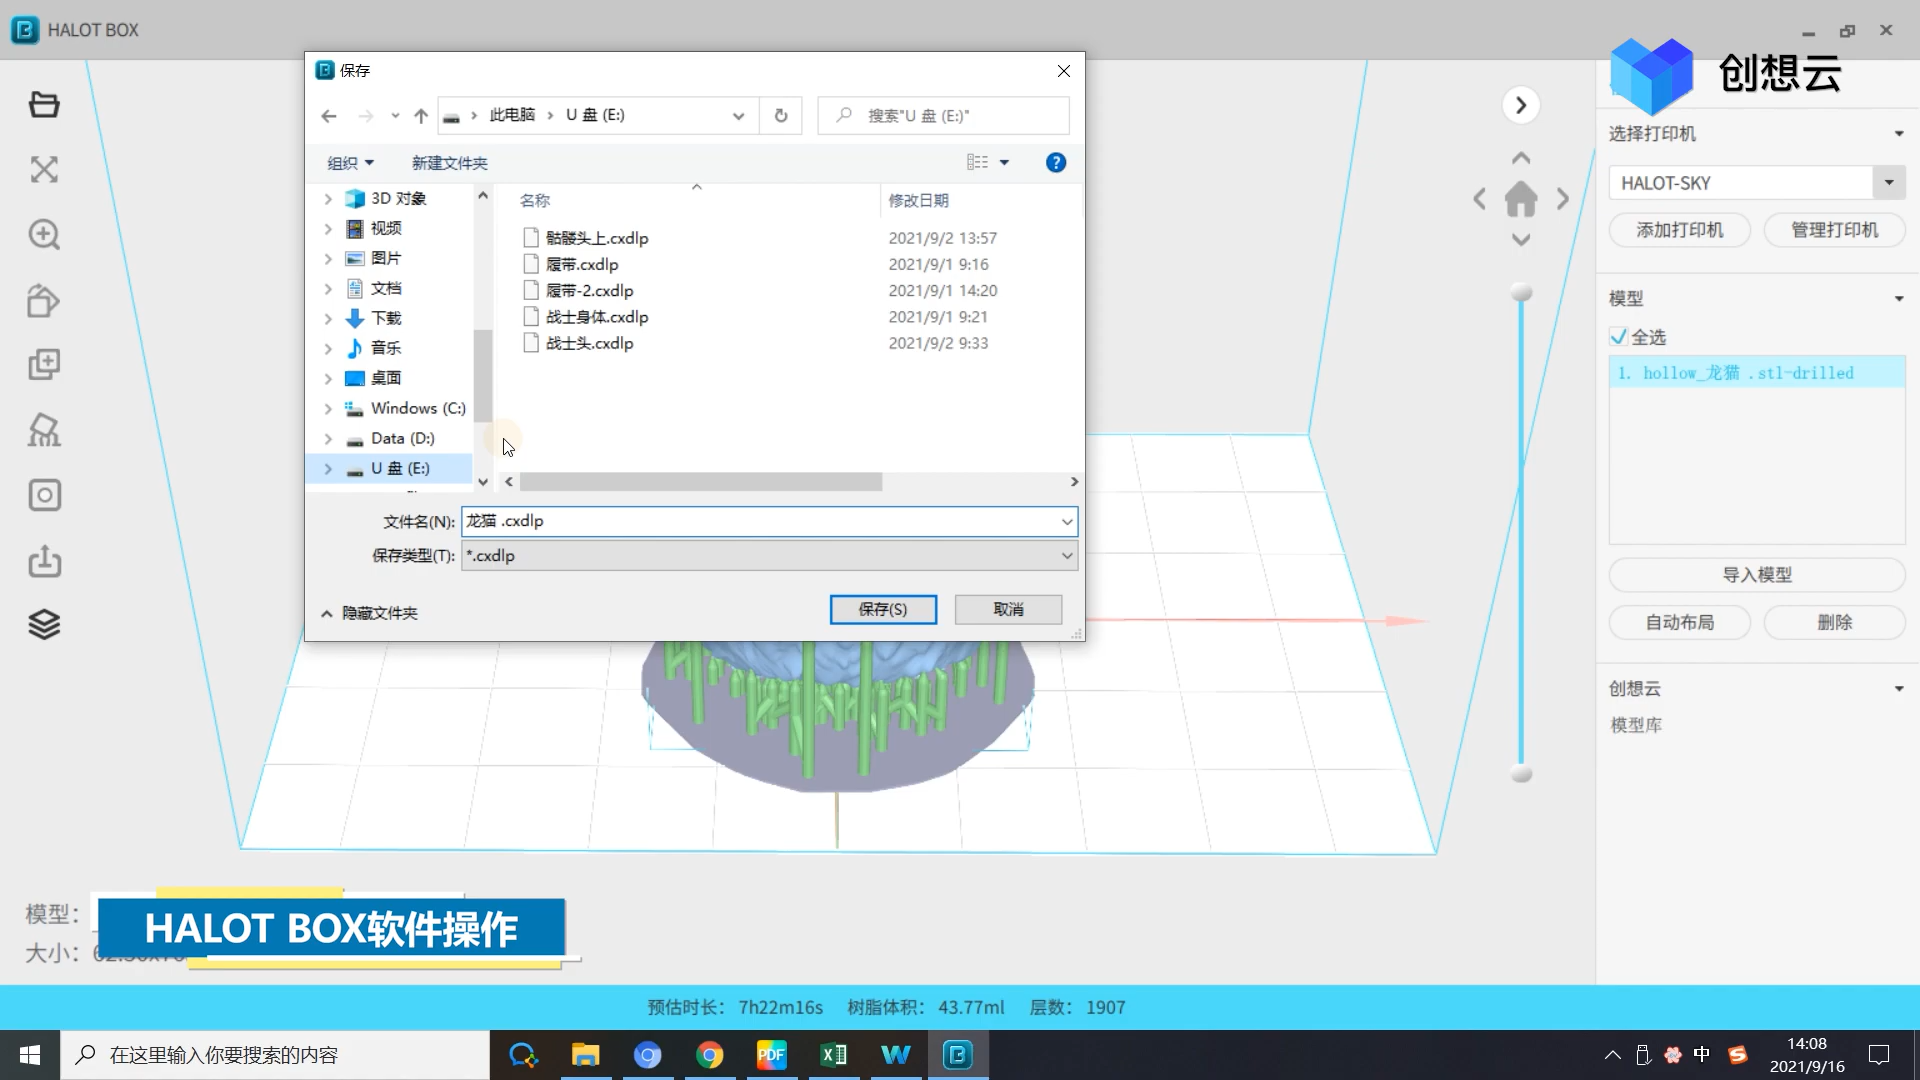 HALOT BOX
创想云
保存
此电脑 › U 盘 (E:)
搜索"U 盘 (E:)"
组织
新建文件夹
3D 对象
视频
图片
文档
下载
音乐
桌面
Windows (C:)
Data (D:)
U 盘 (E:)
名称 修改日期
骷髅头上.cxdlp 2021/9/2 13:57
履带.cxdlp 2021/9/1 9:16
履带-2.cxdlp 2021/9/1 14:20
战士身体.cxdlp 2021/9/1 9:21
战士头.cxdlp 2021/9/2 9:33
文件名(N): 龙猫 .cxdlp
保存类型(T): *.cxdlp
隐藏文件夹
保存(S)
取消
选择打印机
HALOT-SKY
添加打印机
管理打印机
模型
全选
1. hollow_龙猫 .stl-drilled
导入模型
自动布局
删除
创想云
模型库
模型:
大小:
HALOT BOX软件操作
预估时长: 7h22m16s 树脂体积: 43.77ml 层数: 1907
在这里输入你要搜索的内容
PDF
中
14:08
2021/9/16